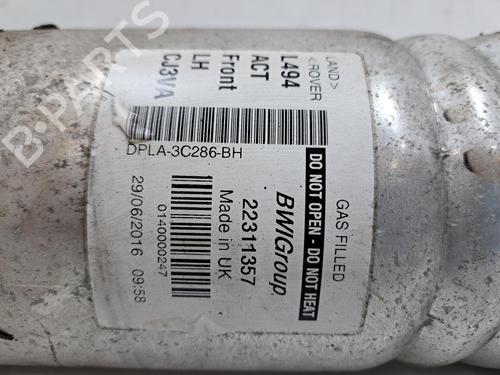 LAND>
<ROVER
L494
ACT
Front
LH
CJ3VA
DPLA-3C286-BH
GAS FILLED
DO NOT OPEN - DO NOT HEAT
BWIGroup.
22311357
Made in UK
29/06/2016 09:58
0140000247
B-PARTS